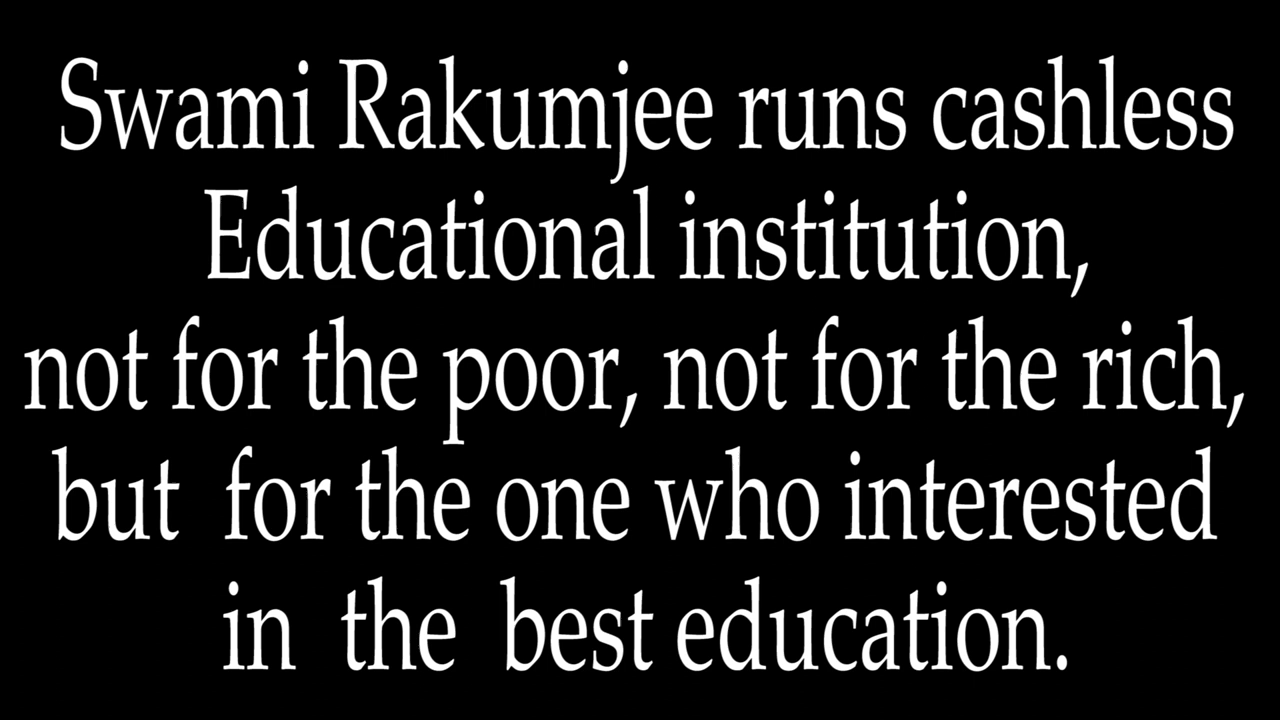 Swami Rakumjee runs cashless
Educational institution,
not for the poor, not for the rich,
but for the one who interested
in the best education.